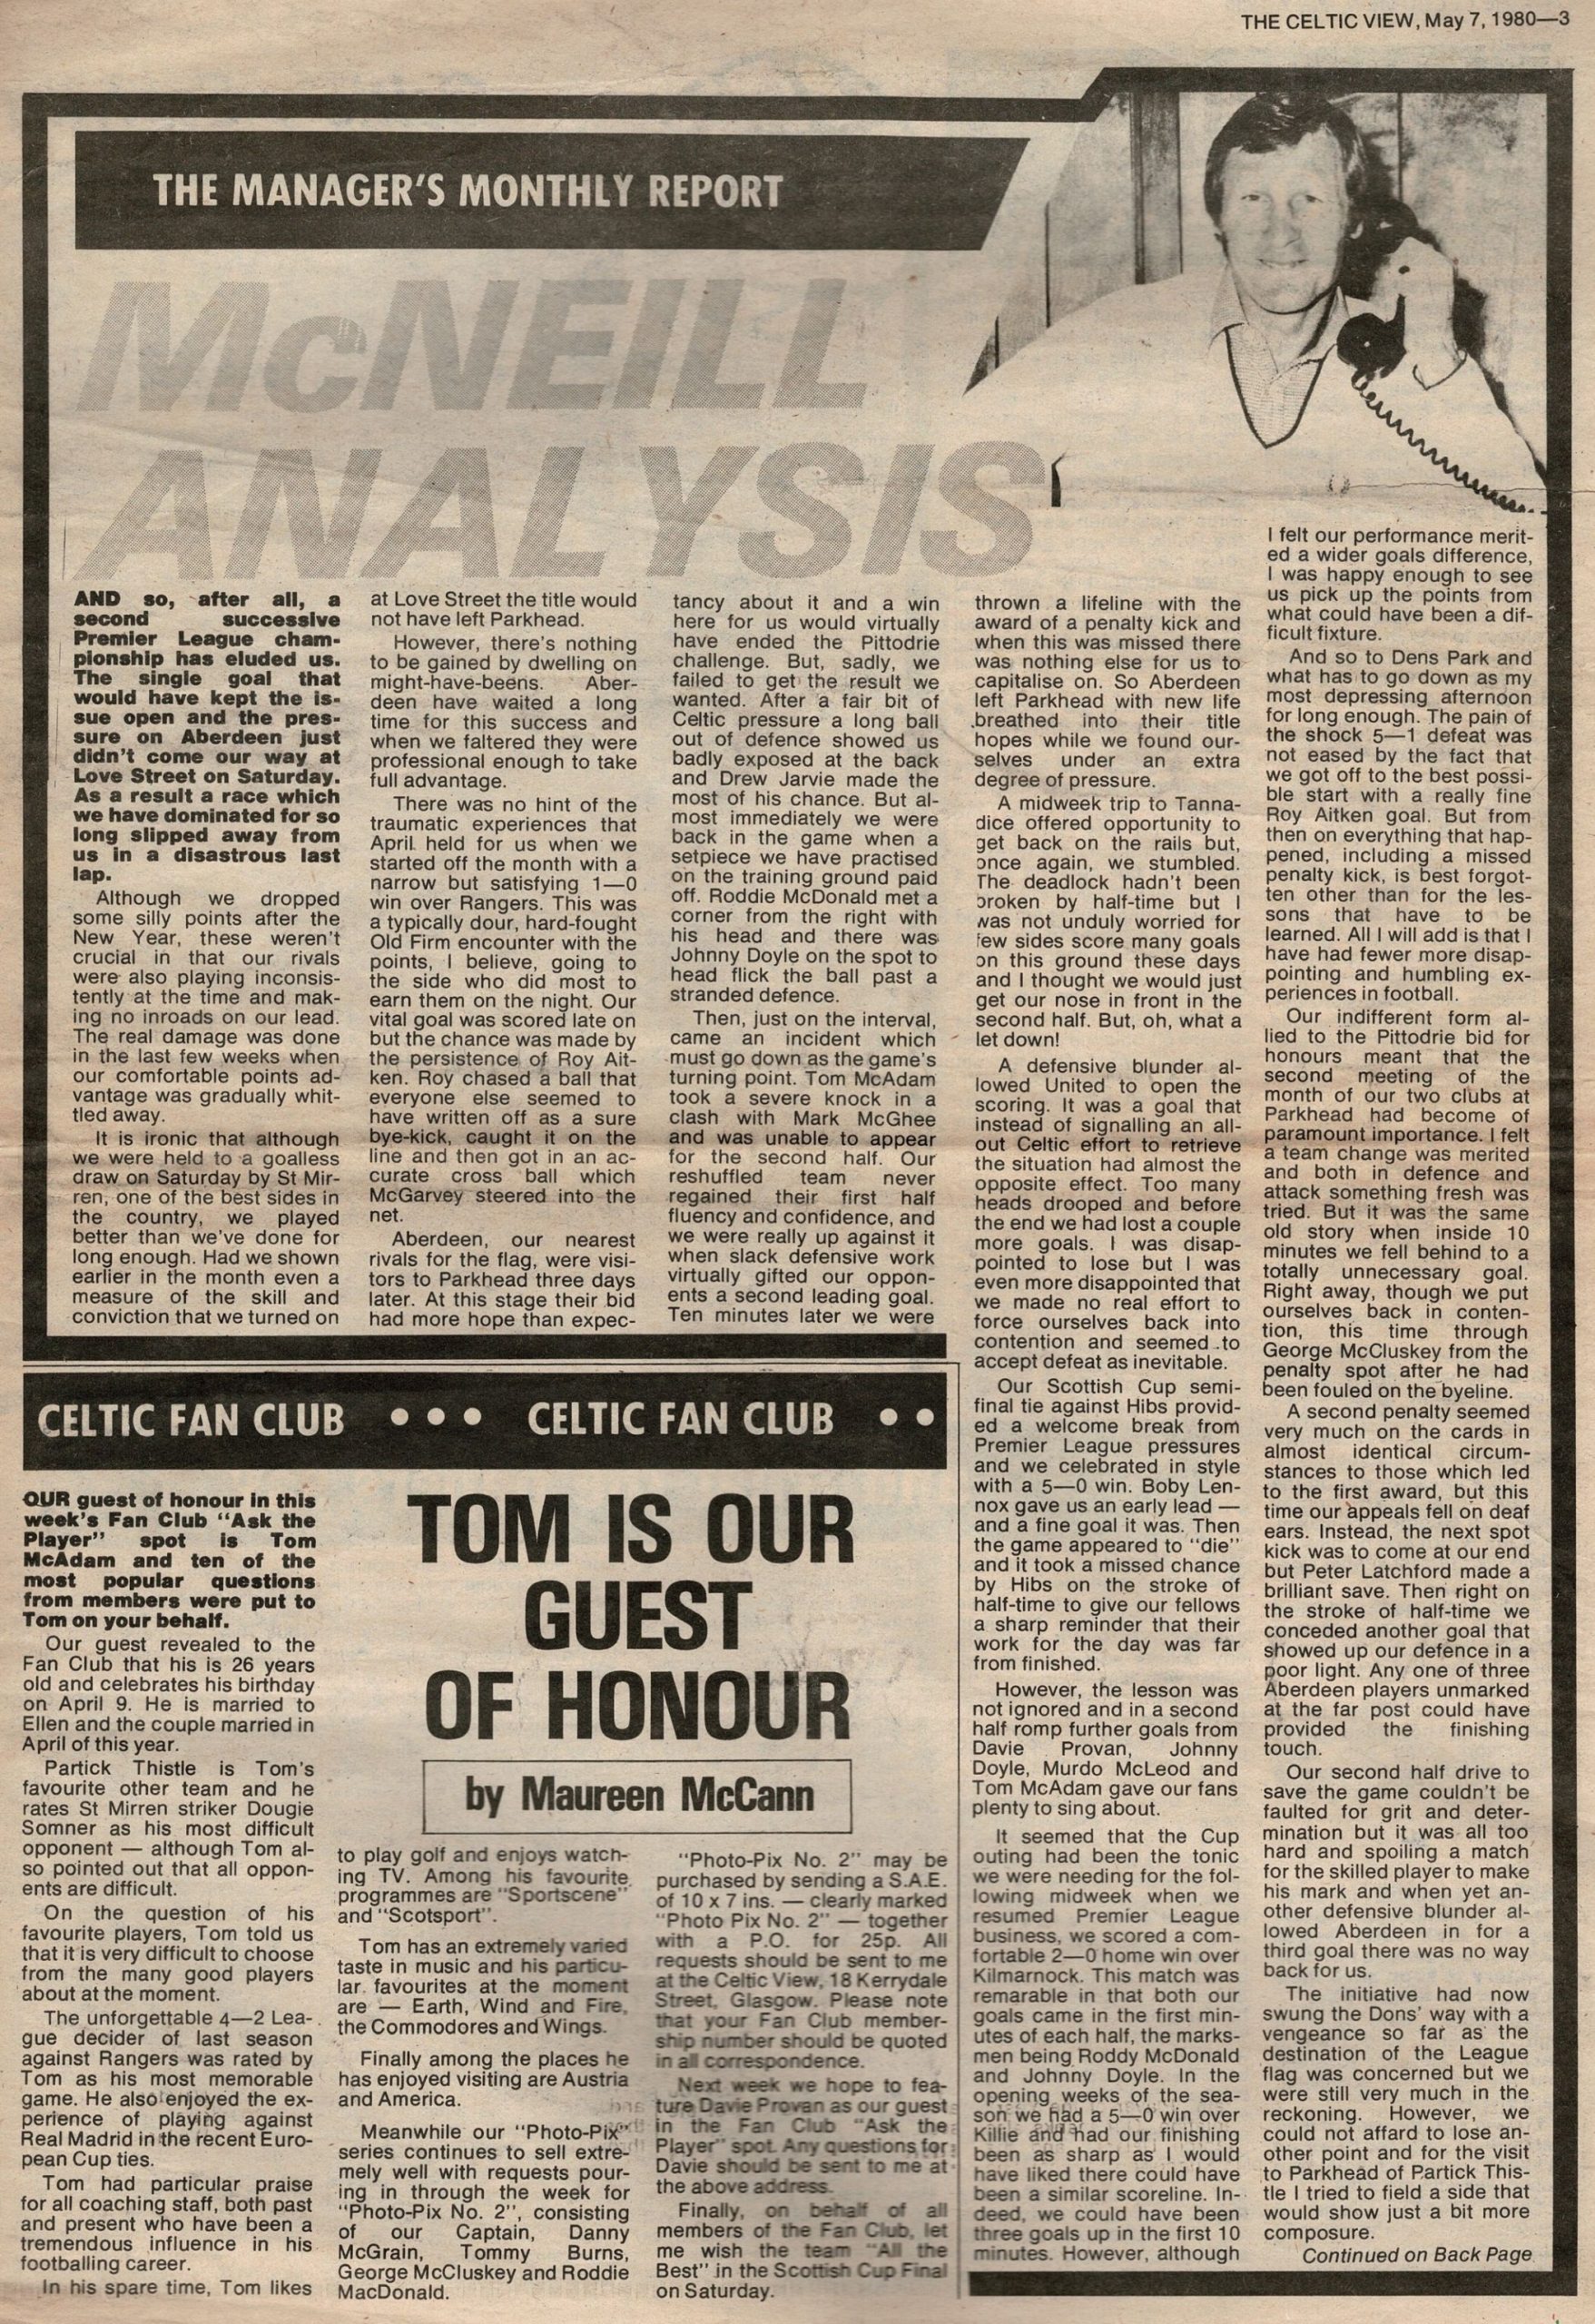 THE CELTIC VIEW, May 7, 1980—3
THE MANAGER'S MONTHLY REPORT
McNEILL
ANALYSIS
AND so, after all, a
second successive
Premier League cham-
pionship has eluded us.
The single goal that
would have kept the is-
sue open and the pres-
sure on Aberdeen just
didn't come our way at
Love Street on Saturday.
As a result a race which
we have dominated for so
long slipped away from
us in a disastrous last
lap.
Although we dropped
some silly points after the
New Year, these weren't
crucial in that our rivals
were also playing inconsis-
tently at the time and mak-
ing no inroads on our lead.
The real damage was done
in the last few weeks when
our comfortable points ad-
vantage was gradually whit-
tled away.
It is ironic that although
we were held to a goalless
draw on Saturday by St Mir-
ren, one of the best sides in
the country, we played
better than we've done for
long enough. Had we shown
earlier in the month even a
measure of the skill and
conviction that we turned on
at Love Street the title would
not have left Parkhead.
However, there's nothing
to be gained by dwelling on
might-have-beens. Aber-
deen have waited a long
time for this success and
when we faltered they were
professional enough to take
full advantage.
There was no hint of the
traumatic experiences that
April held for us when we
started off the month with a
narrow but satisfying 1—0
win over Rangers. This was
a typically dour, hard-fought
Old Firm encounter with the
points, I believe, going to
the side who did most to
earn them on the night. Our
vital goal was scored late on
but the chance was made by
the persistence of Roy Ait-
ken. Roy chased a ball that
everyone else seemed to
have written off as a sure
bye-kick, caught it on the
line and then got in an ac-
curate cross ball which
McGarvey steered into the
net.
Aberdeen, our nearest
rivals for the flag, were visi-
tors to Parkhead three days
later. At this stage their bid
had more hope than expec-
tancy about it and a win
here for us would virtually
have ended the Pittodrie
challenge. But, sadly, we
failed to get the result we
wanted. After a fair bit of
Celtic pressure a long ball
out of defence showed us
badly exposed at the back
and Drew Jarvie made the
most of his chance. But al-
most immediately we were
back in the game when a
setpiece we have practised
on the training ground paid
off. Roddie McDonald met a
corner from the right with
his head and there was
Johnny Doyle on the spot to
head flick the ball past a
stranded defence.
Then, just on the interval,
came an incident which
must go down as the game's
turning point. Tom McAdam
took a severe knock in a
clash with Mark McGhee
and was unable to appear
for the second half. Our
reshuffled team never
regained their first half
fluency and confidence, and
we were really up against it
when slack defensive work
virtually gifted our oppon-
ents a second leading goal.
Ten minutes later we were
thrown a lifeline with the
award of a penalty kick and
when this was missed there
was nothing else for us to
capitalise on. So Aberdeen
left Parkhead with new life
breathed into their title
hopes while we found our-
selves under an extra
degree of pressure.
A midweek trip to Tanna-
dice offered opportunity to
get back on the rails but,
once again, we stumbled.
The deadlock hadn't been
broken by half-time but I
was not unduly worried for
few sides score many goals
on this ground these days
and I thought we would just
get our nose in front in the
second half. But, oh, what a
let down!
A defensive blunder al-
lowed United to open the
scoring. It was a goal that
instead of signalling an all-
out Celtic effort to retrieve
the situation had almost the
opposite effect. Too many
heads drooped and before
the end we had lost a couple
more goals. I was disap-
pointed to lose but I was
even more disappointed that
we made no real effort to
force ourselves back into
contention and seemed to
accept defeat as inevitable.
Our Scottish Cup semi-
final tie against Hibs provid-
ed a welcome break from
Premier League pressures
and we celebrated in style
with a 5—0 win. Boby Len-
nox gave us an early lead —
and a fine goal it was. Then
the game appeared to "die"
and it took a missed chance
by Hibs on the stroke of
half-time to give our fellows
a sharp reminder that their
work for the day was far
from finished.
However, the lesson was
not ignored and in a second
half romp further goals from
Davie Provan, Johnny
Doyle, Murdo McLeod and
Tom McAdam gave our fans
plenty to sing about.
It seemed that the Cup
outing had been the tonic
we were needing for the fol-
lowing midweek when we
resumed Premier League
business, we scored a com-
fortable 2—0 home win over
Kilmarnock. This match was
remarable in that both our
goals came in the first min-
utes of each half, the marks-
men being Roddy McDonald
and Johnny Doyle. In the
opening weeks of the sea-
son we had a 5—0 win over
Killie and had our finishing
been as sharp as I would
have liked there could have
been a similar scoreline. In-
deed, we could have been
three goals up in the first 10
minutes. However, although
I felt our performance merit-
ed a wider goals difference,
I was happy enough to see
us pick up the points from
what could have been a dif-
ficult fixture.
And so to Dens Park and
what has to go down as my
most depressing afternoon
for long enough. The pain of
the shock 5—1 defeat was
not eased by the fact that
we got off to the best possi-
ble start with a really fine
Roy Aitken goal. But from
then on everything that hap-
pened, including a missed
penalty kick, is best forgot-
ten other than for the les-
sons that have to be
learned. All I will add is that I
have had fewer more disap-
pointing and humbling ex-
periences in football.
Our indifferent form al-
lied to the Pittodrie bid for
honours meant that the
second meeting of the
month of our two clubs at
Parkhead had become of
paramount importance. I felt
a team change was merited
and both in defence and
attack something fresh was
tried. But it was the same
old story when inside 10
minutes we fell behind to a
totally unnecessary goal.
Right away, though we put
ourselves back in conten-
tion, this time through
George McCluskey from the
penalty spot after he had
been fouled on the byeline.
A second penalty seemed
very much on the cards in
almost identical circum-
stances to those which led
to the first award, but this
time our appeals fell on deaf
ears. Instead, the next spot
kick was to come at our end
but Peter Latchford made a
brilliant save. Then right on
the stroke of half-time we
conceded another goal that
showed up our defence in a
poor light. Any one of three
Aberdeen players unmarked
at the far post could have
provided the finishing
touch.
Our second half drive to
save the game couldn't be
faulted for grit and deter-
mination but it was all too
hard and spoiling a match
for the skilled player to make
his mark and when yet an-
other defensive blunder al-
lowed Aberdeen in for a
third goal there was no way
back for us.
The initiative had now
swung the Dons' way with a
vengeance so far as the
destination of the League
flag was concerned but we
were still very much in the
reckoning. However, we
could not affard to lose an-
other point and for the visit
to Parkhead of Partick This-
tle I tried to field a side that
would show just a bit more
composure.
Continued on Back Page
CELTIC FAN CLUB • • • CELTIC FAN CLUB • •
TOM IS OUR
GUEST
OF HONOUR
by Maureen McCann
OUR guest of honour in this
week's Fan Club "Ask the
Player" spot is Tom
McAdam and ten of the
most popular questions
from members were put to
Tom on your behalf.
Our guest revealed to the
Fan Club that his is 26 years
old and celebrates his birthday
on April 9. He is married to
Ellen and the couple married in
April of this year.
Partick Thistle is Tom's
favourite other team and he
rates St Mirren striker Dougie
Somner as his most difficult
opponent — although Tom al-
so pointed out that all oppon-
ents are difficult.
On the question of his
favourite players, Tom told us
that it is very difficult to choose
from the many good players
about at the moment.
The unforgettable 4—2 Lea-
gue decider of last season
against Rangers was rated by
Tom as his most memorable
game. He also enjoyed the ex-
perience of playing against
Real Madrid in the recent Euro-
pean Cup ties.
Tom had particular praise
for all coaching staff, both past
and present who have been a
tremendous influence in his
footballing career.
In his spare time, Tom likes
to play golf and enjoys watch-
ing TV. Among his favourite
programmes are "Sportscene"
and "Scotsport".
Tom has an extremely varied
taste in music and his particu-
lar favourites at the moment
are — Earth, Wind and Fire,
the Commodores and Wings.
Finally among the places he
has enjoyed visiting are Austria
and America.
Meanwhile our "Photo-Pix"
series continues to sell extre-
mely well with requests pour-
ing in through the week for
"Photo-Pix No. 2", consisting
of our Captain, Danny
McGrain, Tommy Burns,
George McCluskey and Roddie
MacDonald.
"Photo-Pix No. 2" may be
purchased by sending a S.A.E.
of 10 x 7 ins. — clearly marked
"Photo Pix No. 2" — together
with a P.O. for 25p. All
requests should be sent to me
at the Celtic View, 18 Kerrydale
Street, Glasgow. Please note
that your Fan Club member-
ship number should be quoted
in all correspondence.
Next week we hope to fea-
ture Davie Provan as our guest
in the Fan Club "Ask the
Player" spot. Any questions for
Davie should be sent to me at
the above address.
Finally, on behalf of all
members of the Fan Club, let
me wish the team "All the
Best" in the Scottish Cup Final
on Saturday.